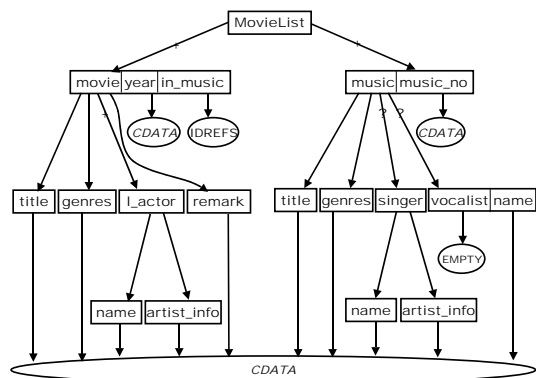 MovieList
+ +
movie year in_music music music_no
+ ? ?
CDATA IDREFS CDATA
title genres l_actor remark title genres singer vocalist name
EMPTY
name artist_info name artist_info
CDATA